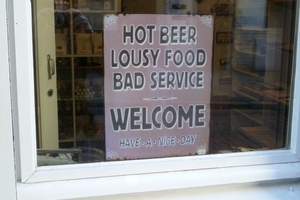 HOT BEER
LOUSY FOOD
BAD SERVICE
WELCOME
HAVE-A-NICE-DAY